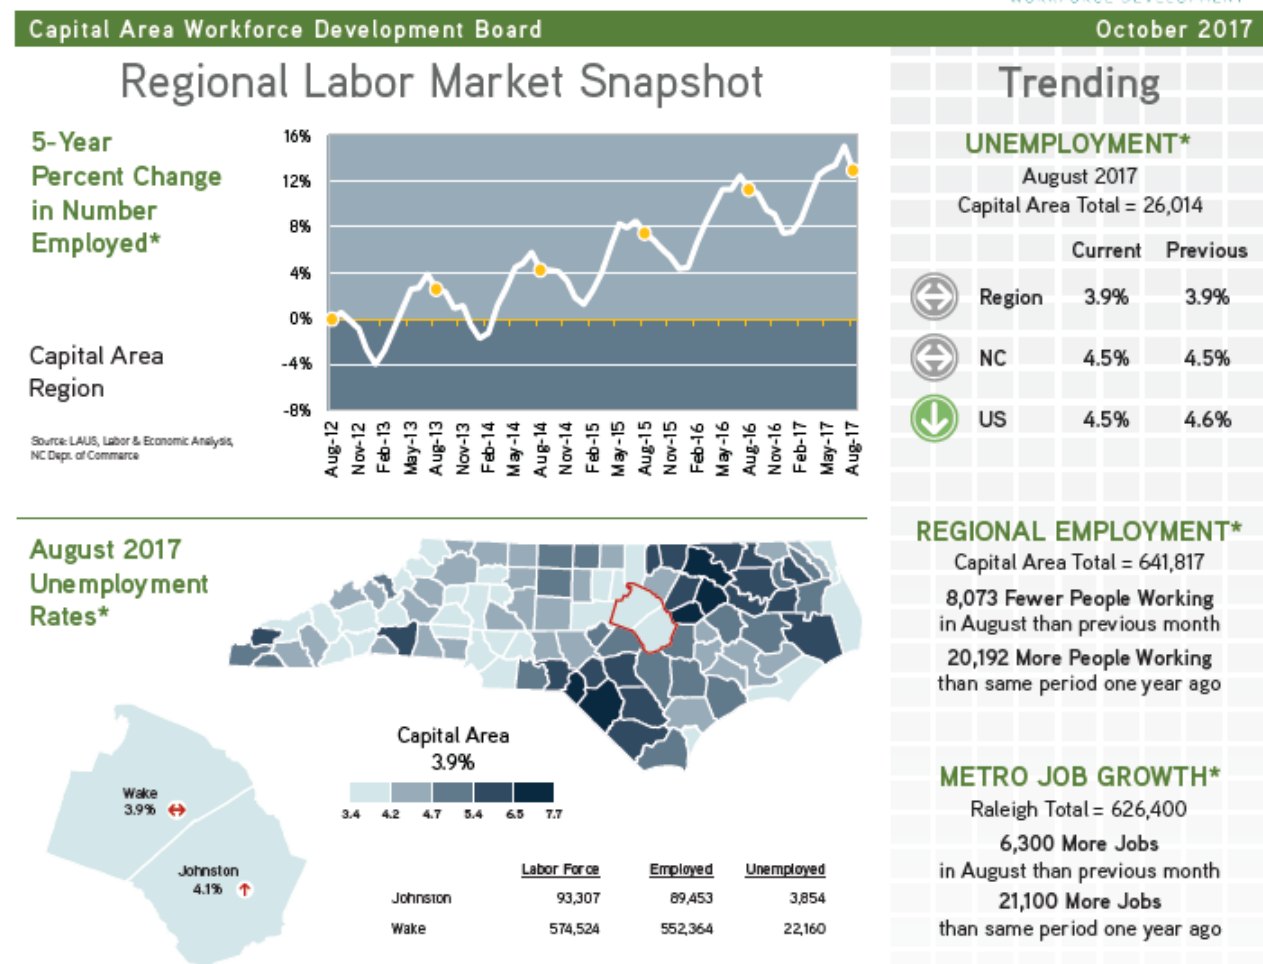 Capital Area Workforce Development Board
October 2017
Regional Labor Market Snapshot
5-Year
Percent Change
in Number
Employed*
Capital Area
Region
Source: LAUS, Labor & Economic Analysis,
NC Dept. of Commerce
16%
12%
8%
4%
0%
-4%
-8%
Aug-12
Nov-12
Feb-13
May-13
Aug-13
Nov-13
Feb-14
May-14
Aug-14
Nov-14
Feb-15
May-15
Aug-15
Nov-15
Feb-16
May-16
Aug-16
Nov-16
Feb-17
May-17
Aug-17
August 2017
Unemployment
Rates*
Capital Area
3.9%
3.4 4.2 4.7 5.4 6.5 7.7
Wake
3.9%
Johnston
4.1%
Labor Force Employed Unemployed
Johnston 93,307 89,453 3,854
Wake 574,524 552,364 22,160
Trending
UNEMPLOYMENT*
August 2017
Capital Area Total = 26,014
Current Previous
Region 3.9% 3.9%
NC 4.5% 4.5%
US 4.5% 4.6%
REGIONAL EMPLOYMENT*
Capital Area Total = 641,817
8,073 Fewer People Working
in August than previous month
20,192 More People Working
than same period one year ago
METRO JOB GROWTH*
Raleigh Total = 626,400
6,300 More Jobs
in August than previous month
21,100 More Jobs
than same period one year ago